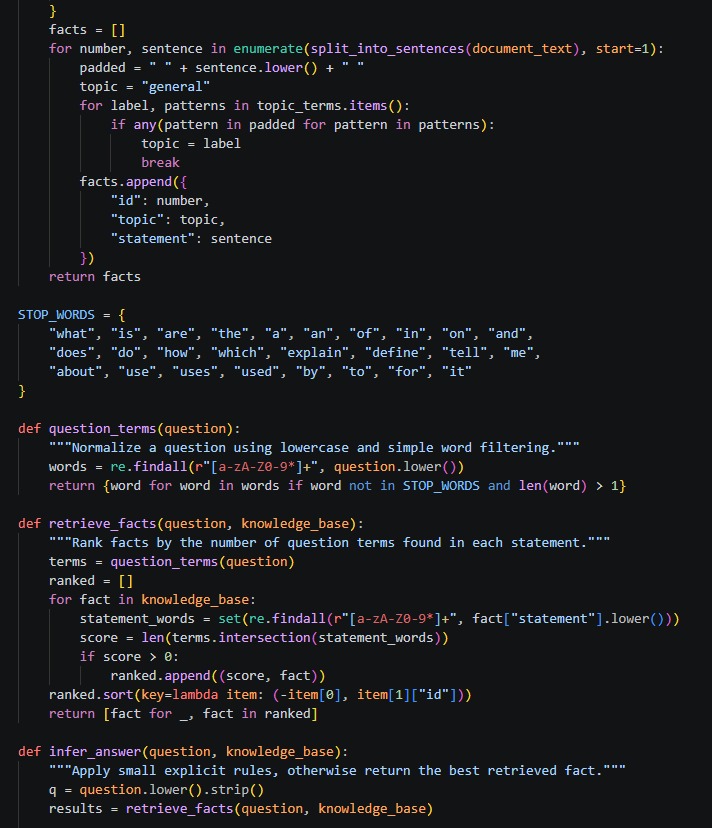 }
    facts = []
    for number, sentence in enumerate(split_into_sentences(document_text), start=1):
        padded = " " + sentence.lower() + " "
        topic = "general"
        for label, patterns in topic_terms.items():
            if any(pattern in padded for pattern in patterns):
                topic = label
                break
        facts.append({
            "id": number,
            "topic": topic,
            "statement": sentence
        })
    return facts

STOP_WORDS = {
    "what", "is", "are", "the", "a", "an", "of", "in", "on", "and",
    "does", "do", "how", "which", "explain", "define", "tell", "me",
    "about", "use", "uses", "used", "by", "to", "for", "it"
}

def question_terms(question):
    """Normalize a question using lowercase and simple word filtering."""
    words = re.findall(r"[a-zA-Z0-9*]+", question.lower())
    return {word for word in words if word not in STOP_WORDS and len(word) > 1}

def retrieve_facts(question, knowledge_base):
    """Rank facts by the number of question terms found in each statement."""
    terms = question_terms(question)
    ranked = []
    for fact in knowledge_base:
        statement_words = set(re.findall(r"[a-zA-Z0-9*]+", fact["statement"].lower()))
        score = len(terms.intersection(statement_words))
        if score > 0:
            ranked.append((score, fact))
    ranked.sort(key=lambda item: (-item[0], item[1]["id"]))
    return [fact for _, fact in ranked]

def infer_answer(question, knowledge_base):
    """Apply small explicit rules, otherwise return the best retrieved fact."""
    q = question.lower().strip()
    results = retrieve_facts(question, knowledge_base)